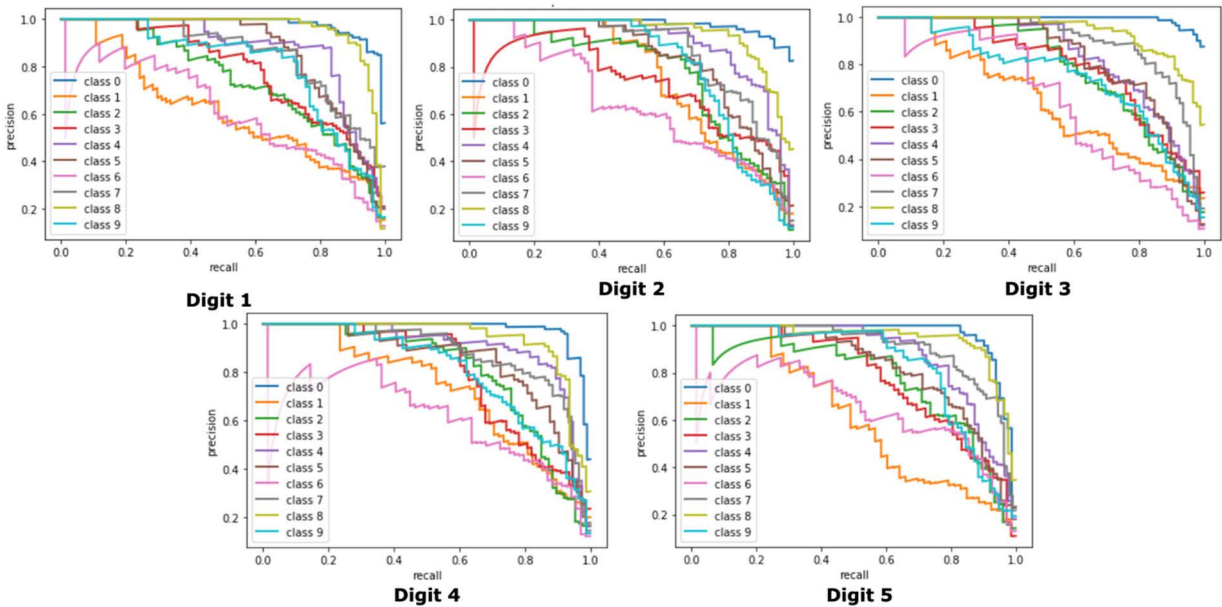 precision
1.0
0.8
0.6
0.4
0.2
class 0
class 1
class 2
class 3
class 4
class 5
class 6
class 7
class 8
class 9
0.0 0.2 0.4 0.6 0.8 1.0
recall
Digit 1
precision
1.0
0.8
0.6
0.4
0.2
class 0
class 1
class 2
class 3
class 4
class 5
class 6
class 7
class 8
class 9
0.0 0.2 0.4 0.6 0.8 1.0
recall
Digit 2
precision
1.0
0.8
0.6
0.4
0.2
class 0
class 1
class 2
class 3
class 4
class 5
class 6
class 7
class 8
class 9
0.0 0.2 0.4 0.6 0.8 1.0
recall
Digit 3
precision
1.0
0.8
0.6
0.4
0.2
class 0
class 1
class 2
class 3
class 4
class 5
class 6
class 7
class 8
class 9
0.0 0.2 0.4 0.6 0.8 1.0
recall
Digit 4
precision
1.0
0.8
0.6
0.4
0.2
class 0
class 1
class 2
class 3
class 4
class 5
class 6
class 7
class 8
class 9
0.0 0.2 0.4 0.6 0.8 1.0
recall
Digit 5